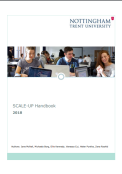 NOTTINGHAM
TRENT UNIVERSITY
SCALE-UP Handbook
2018